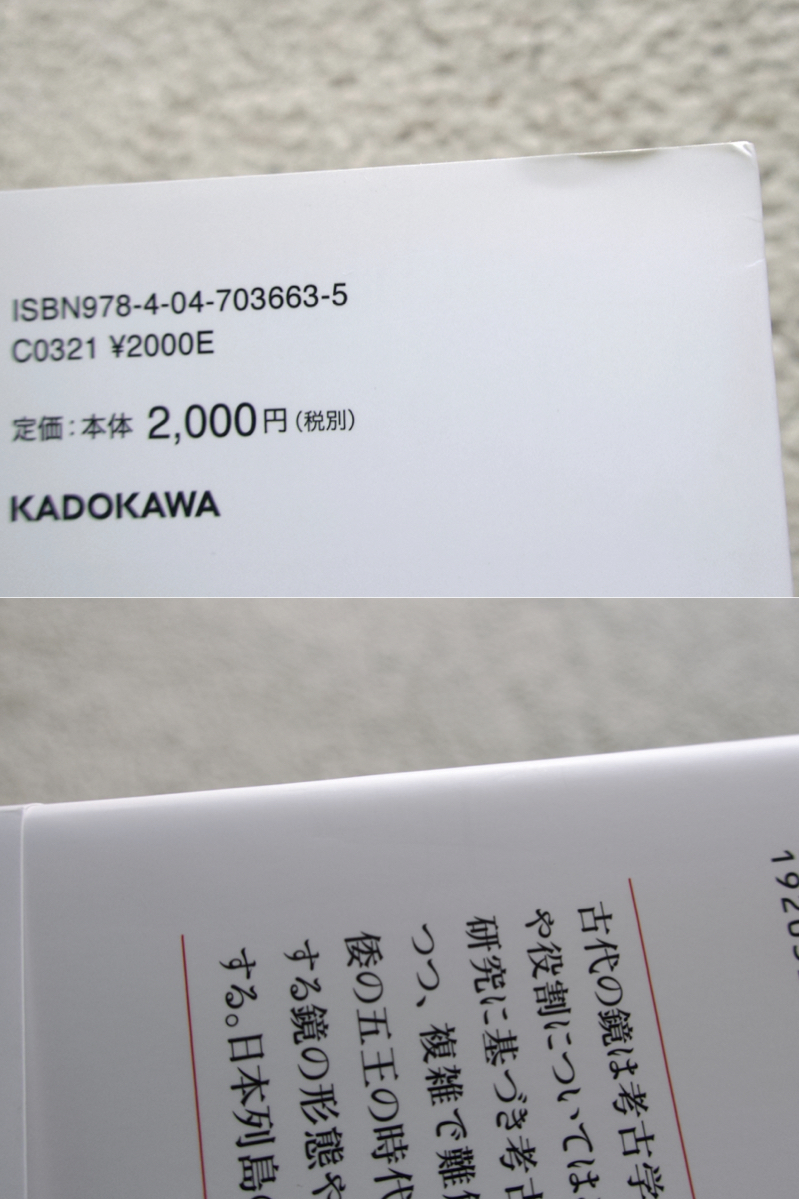 ISBN978-4-04-703663-5
C0321 ¥2000E
定価：本体 2,000円（税別）
KADOKAWA
古代の鏡は考古学
や役割については
研究に基づき考古
つつ、複雑で難
倭の五王の時代
する鏡の形態や
する。日本列島